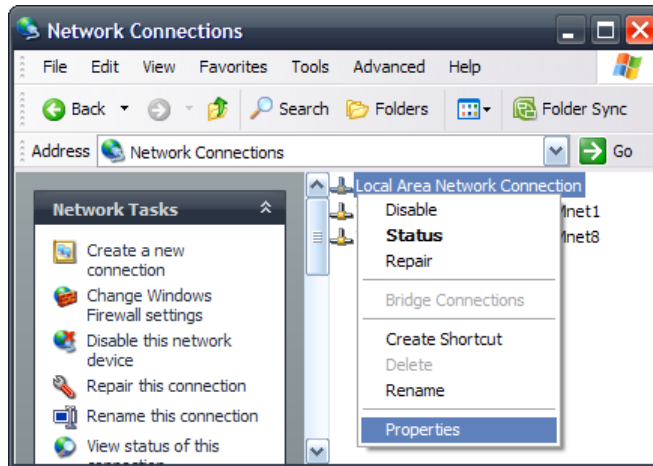 Network Connections
File Edit View Favorites Tools Advanced Help
Back Search Folders Folder Sync
Address Network Connections Go
Network Tasks
Create a new
connection
Change Windows
Firewall settings
Disable this network
device
Repair this connection
Rename this connection
View status of this
Local Area Network Connection
Disable
Status
Repair
Bridge Connections
Create Shortcut
Delete
Rename
Properties